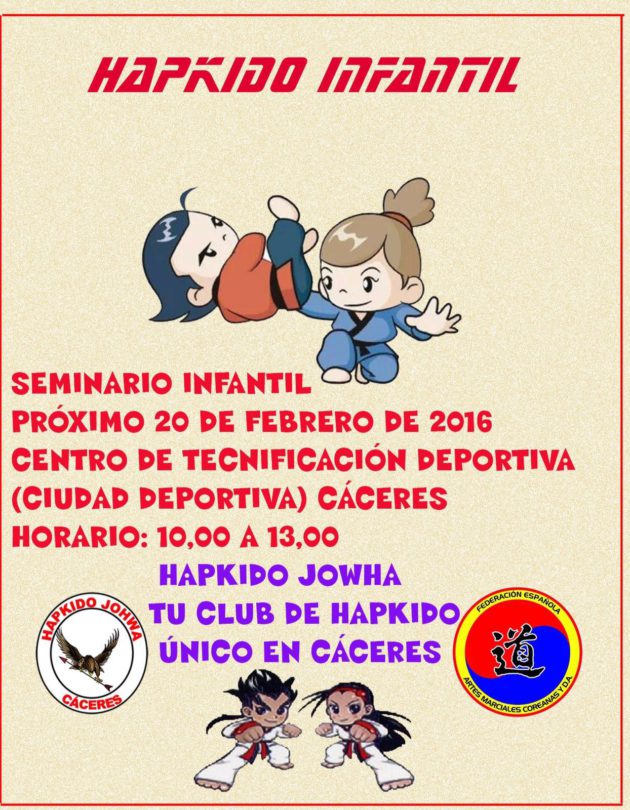 HAPKIDO INFANTIL
SEMINARIO INFANTIL
PRÓXIMO 20 DE FEBRERO DE 2016
CENTRO DE TECNIFICACIÓN DEPORTIVA
(CIUDAD DEPORTIVA) CÁCERES
HORARIO: 10,00 A 13,00
HAPKIDO JOWHA
TU CLUB DE HAPKIDO
ÚNICO EN CÁCERES
HAPKIDO JOHWA
CÁCERES
FEDERACIÓN ESPAÑOLA
道
ARTES MARCIALES COREANAS Y D.A.